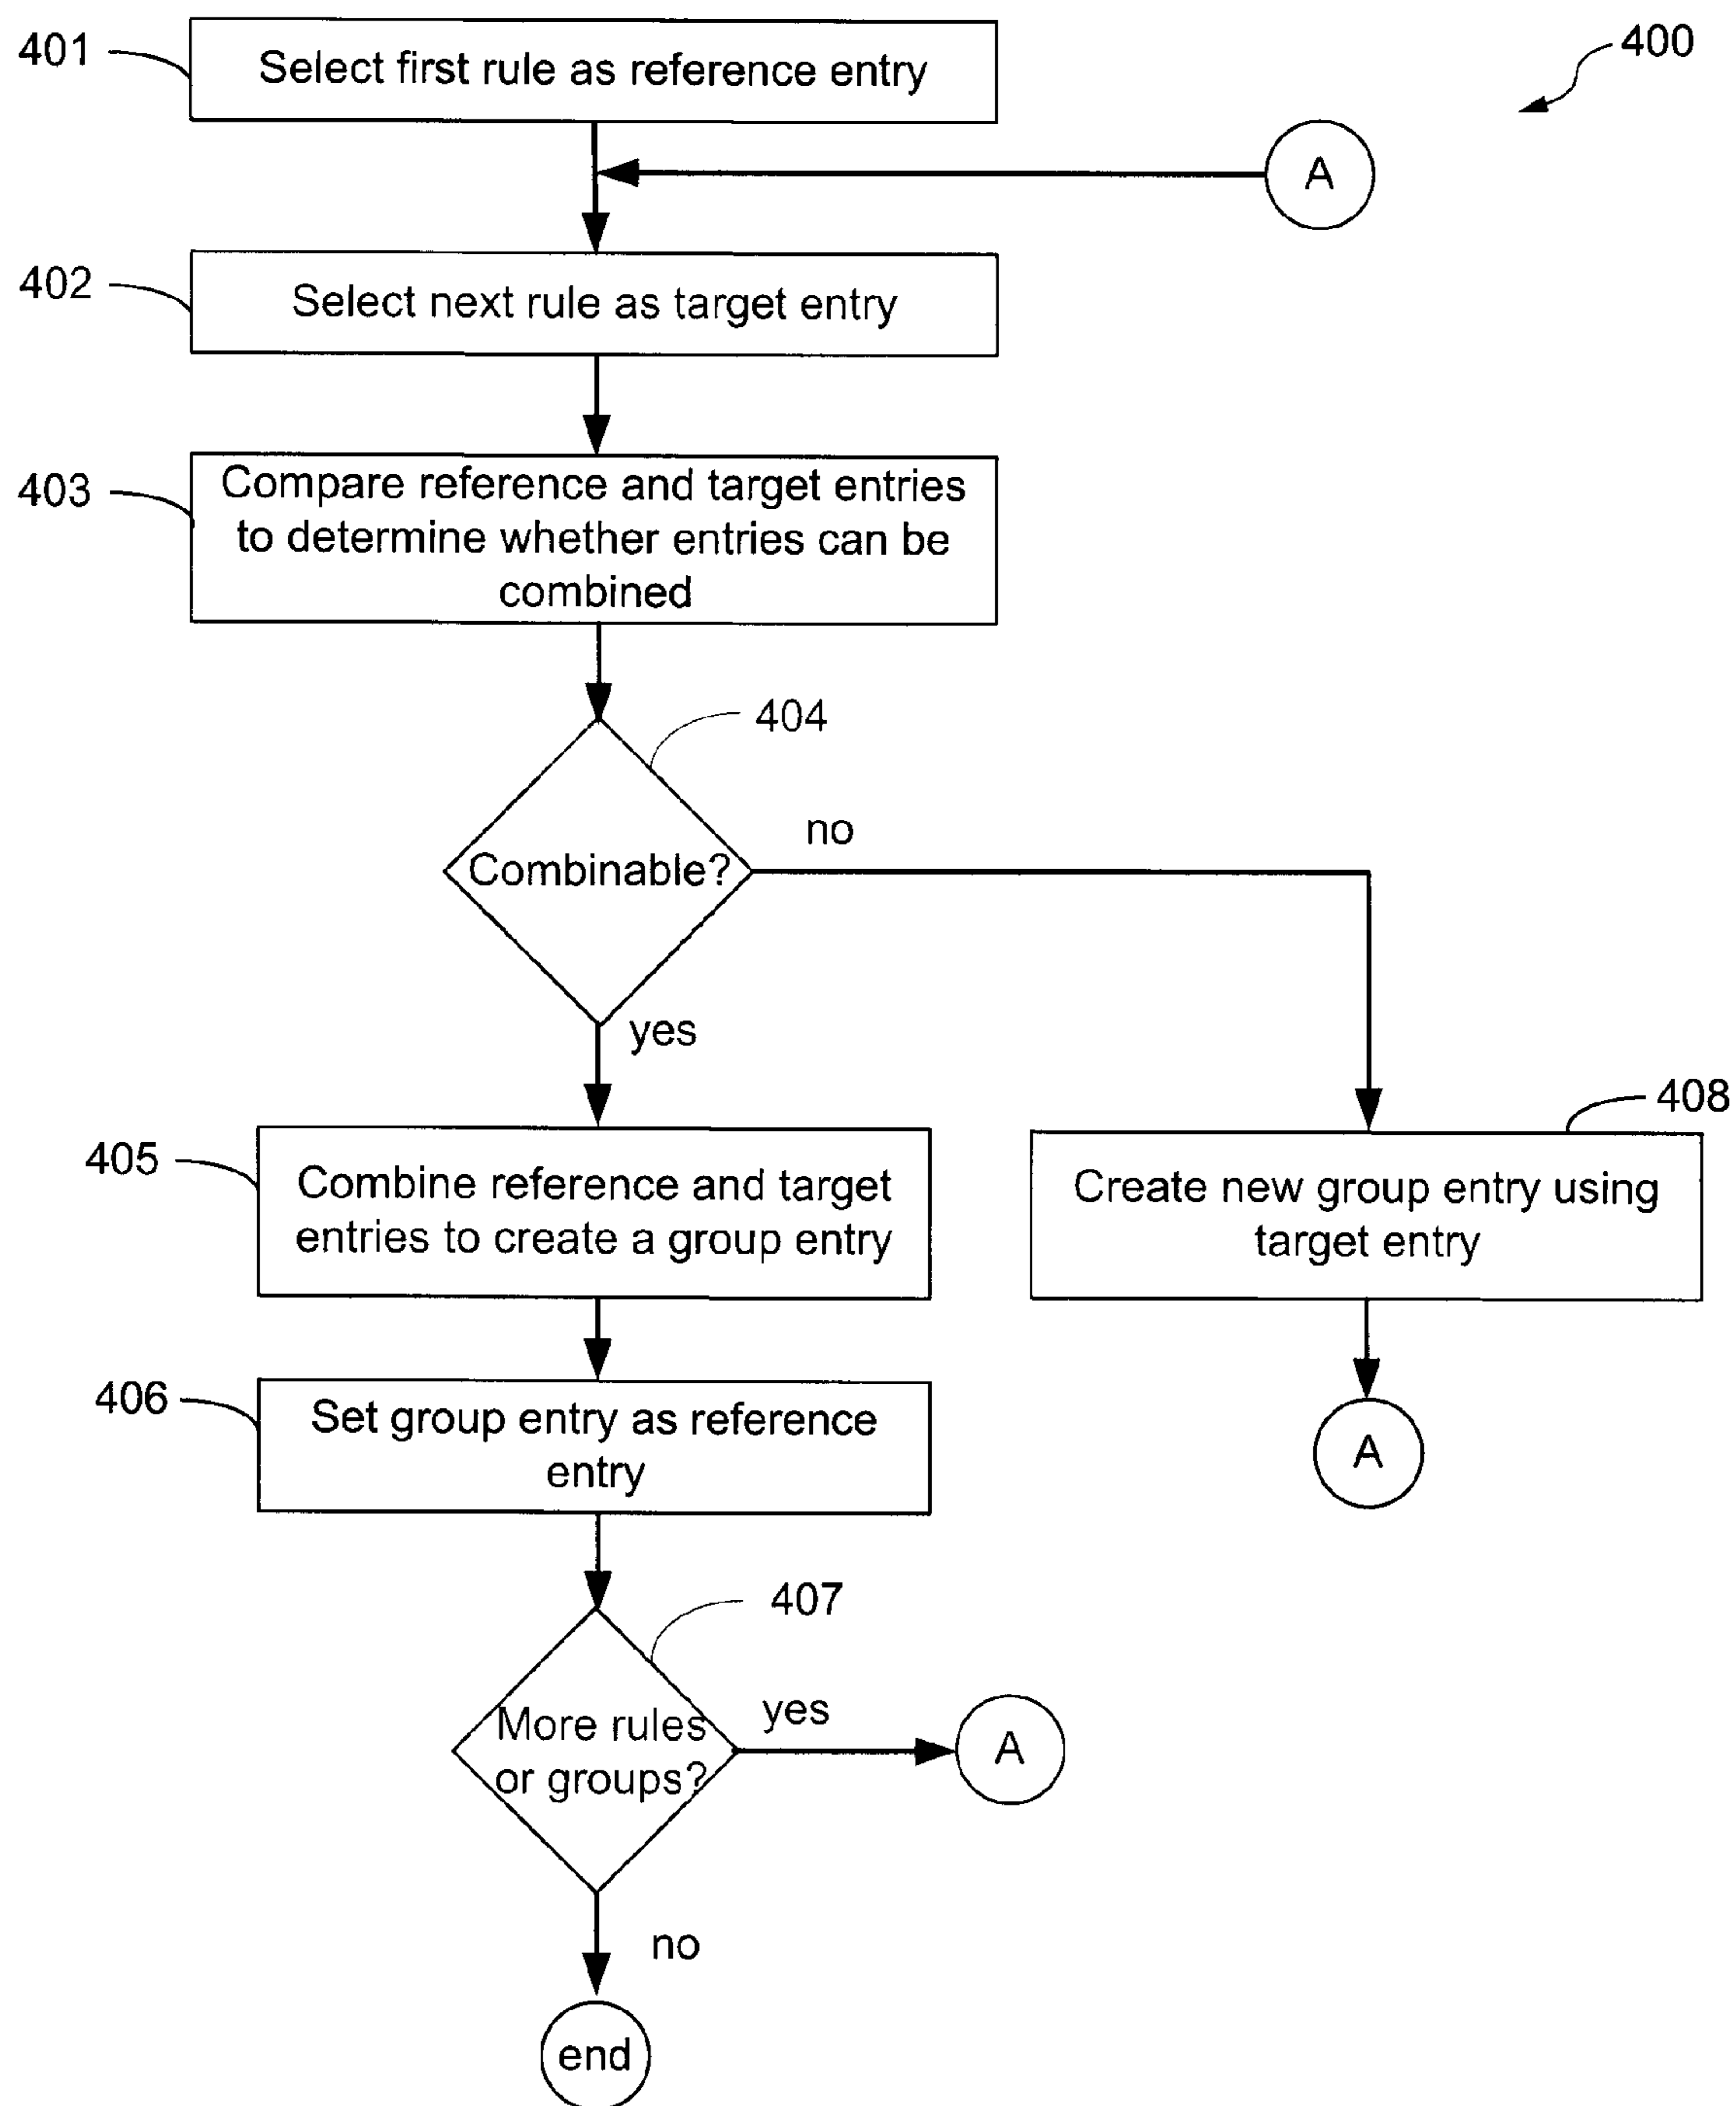 401
Select first rule as reference entry
400
A
402
Select next rule as target entry
403
Compare reference and target entries
to determine whether entries can be
combined
404
Combinable?
no
yes
405
Combine reference and target
entries to create a group entry
408
Create new group entry using
target entry
406
Set group entry as reference
entry
A
407
More rules
or groups?
yes
A
no
end